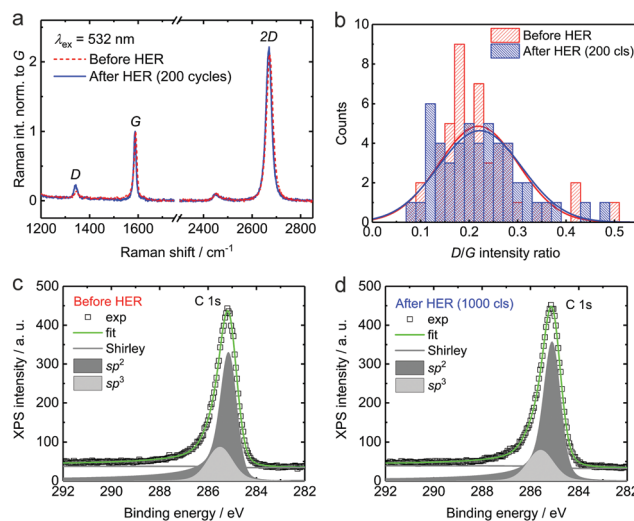 a
λex = 532 nm
Before HER
After HER (200 cycles)
D
G
2D
Raman int. norm. to G
0
1
2
1200 1400 1600 2400 2600 2800
Raman shift / cm-1
b
Before HER
After HER (200 cls)
Counts
0
2
4
6
8
10
0.0 0.1 0.2 0.3 0.4 0.5
D/G intensity ratio
c
Before HER
C 1s
exp
fit
Shirley
sp2
sp3
XPS intensity / a. u.
0
100
200
300
400
500
292 290 288 286 284 282
Binding energy / eV
d
After HER (1000 cls)
C 1s
exp
fit
Shirley
sp2
sp3
XPS intensity / a. u.
0
100
200
300
400
500
292 290 288 286 284 282
Binding energy / eV